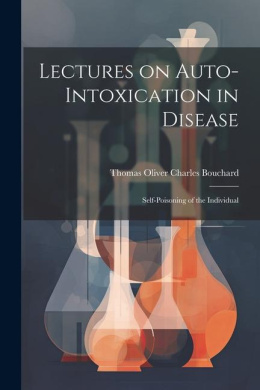 Lectures on Auto-
Intoxication in
Disease
Thomas Oliver Charles Bouchard
Self-Poisoning of the Individual